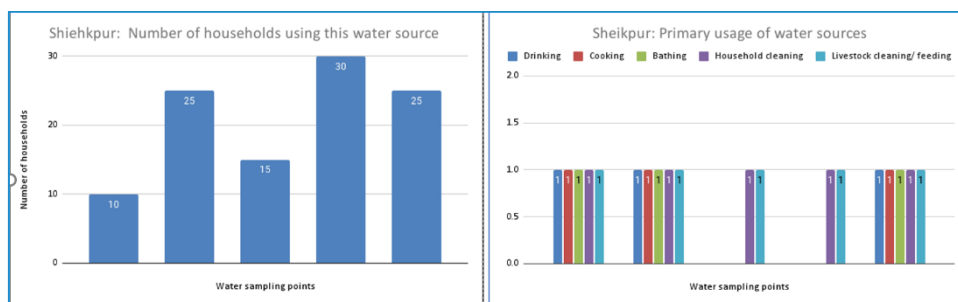 Shiehkpur: Number of households using this water source
Number of households
30
20
10
0
10
25
15
30
25
Water sampling points
Sheikpur: Primary usage of water sources
Drinking Cooking Bathing Household cleaning Livestock cleaning/ feeding
2.0
1.5
1.0
0.5
0.0
1 1 1 1 1 1 1 1 1 1 1 1 1 1 1 1 1 1 1
Water sampling points